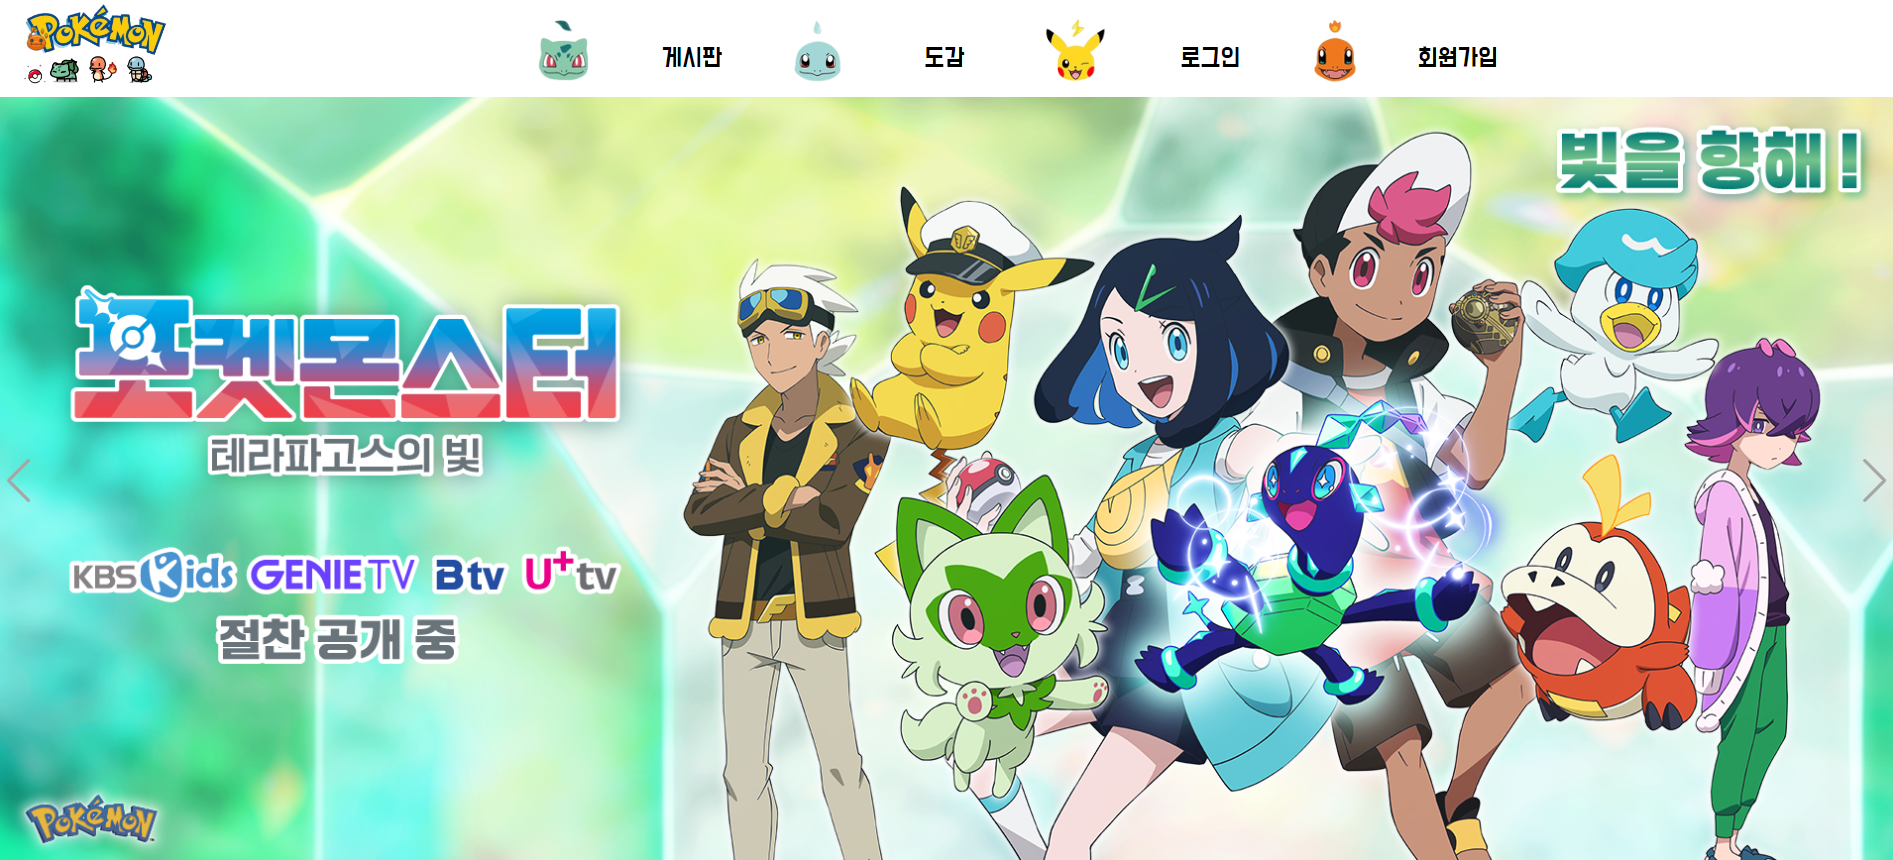 POKéMON
게시판
도감
로그인
회원가입
빛을 향해!
포켓몬스터
테라파고스의 빛
KBS Kids GENIE TV B tv U+tv
절찬 공개 중
POKéMON